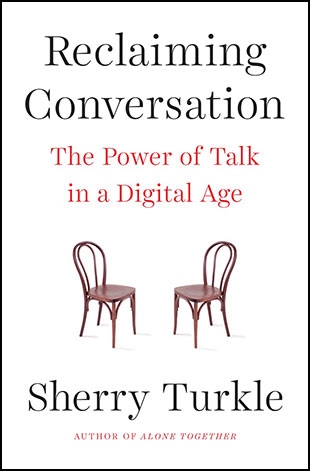 Reclaiming
Conversation
The Power of Talk
in a Digital Age
Sherry Turkle
AUTHOR OF ALONE TOGETHER